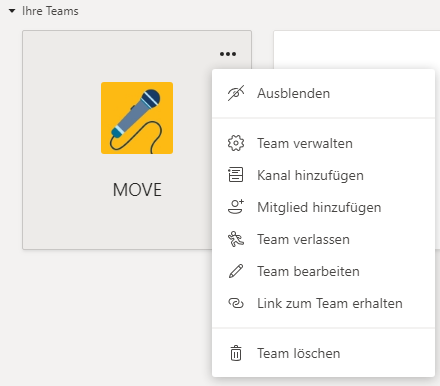 Ihre Teams
MOVE
Ausblenden
Team verwalten
Kanal hinzufügen
Mitglied hinzufügen
Team verlassen
Team bearbeiten
Link zum Team erhalten
Team löschen